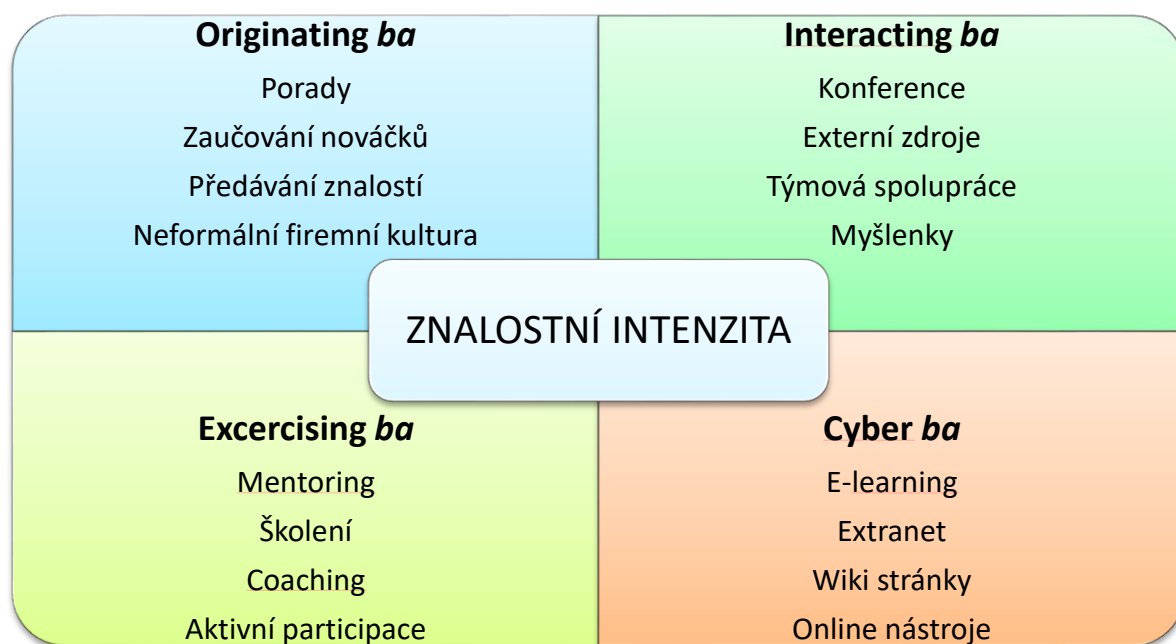 Originating ba
Porady
Zaučování nováčků
Předávání znalostí
Neformální firemní kultura
Interacting ba
Konference
Externí zdroje
Týmová spolupráce
Myšlenky
ZNALOSTNÍ INTENZITA
Excercising ba
Mentoring
Školení
Coaching
Aktivní participace
Cyber ba
E-learning
Extranet
Wiki stránky
Online nástroje